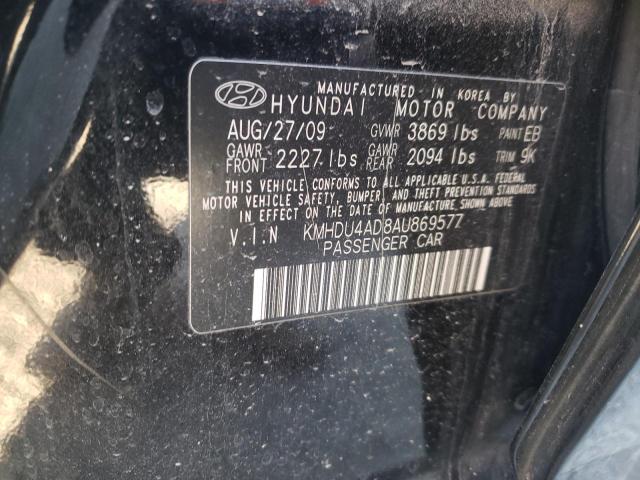 MANUFACTURED IN KOREA BY
HYUNDAI MOTOR COMPANY
AUG/27/09 GVWR 3869 lbs PAINT EB
GAWR FRONT 2227 lbs GAWR REAR 2094 lbs TRIM 9K
THIS VEHICLE CONFORMS TO ALL APPLICABLE U.S.A. FEDERAL
MOTOR VEHICLE SAFETY, BUMPER, AND THEFT PREVENTION STANDARDS
IN EFFECT ON THE DATE OF MANUFACTURE SHOWN ABOVE.
V.I.N KMHDU4AD8AU869577
PASSENGER CAR